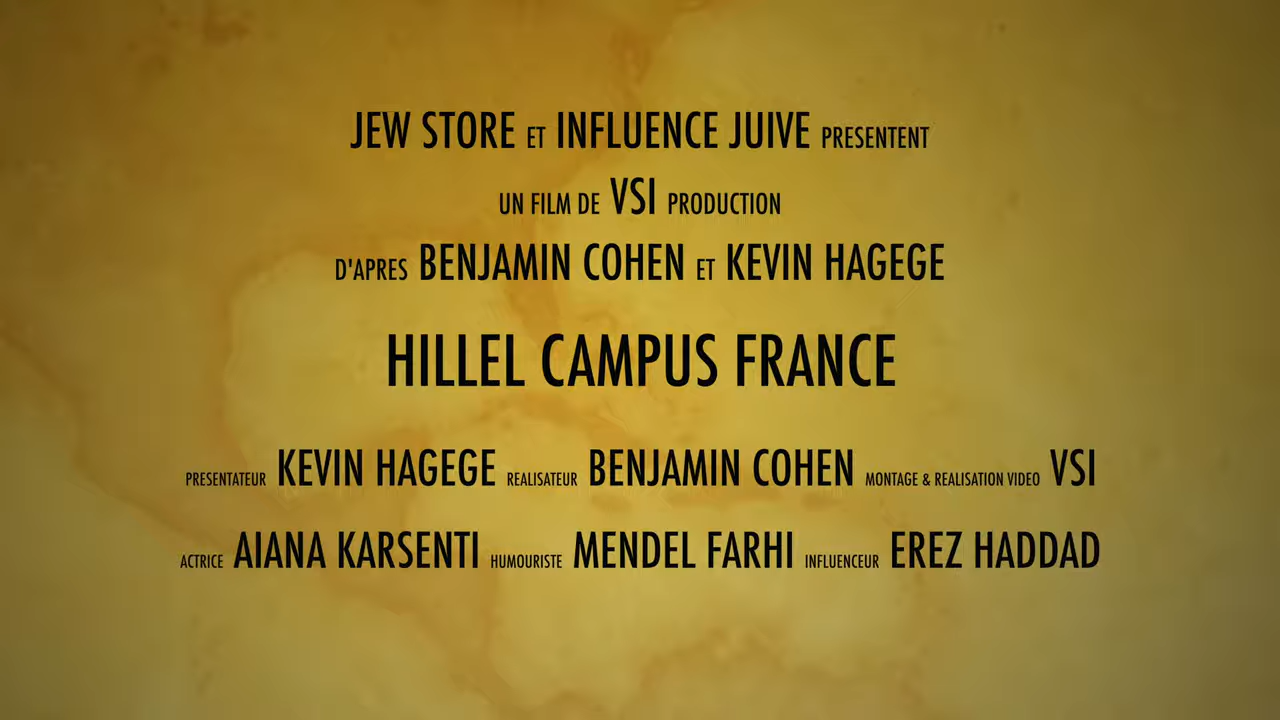 JEW STORE ET INFLUENCE JUIVE PRESENTENT
UN FILM DE VSI PRODUCTION
D'APRES BENJAMIN COHEN ET KEVIN HAGEGE
HILLEL CAMPUS FRANCE
PRESENTATEUR KEVIN HAGEGE REALISATEUR BENJAMIN COHEN MONTAGE & REALISATION VIDEO VSI
ACTRICE AIANA KARSENTI HUMOURISTE MENDEL FARHI INFLUENCEUR EREZ HADDAD